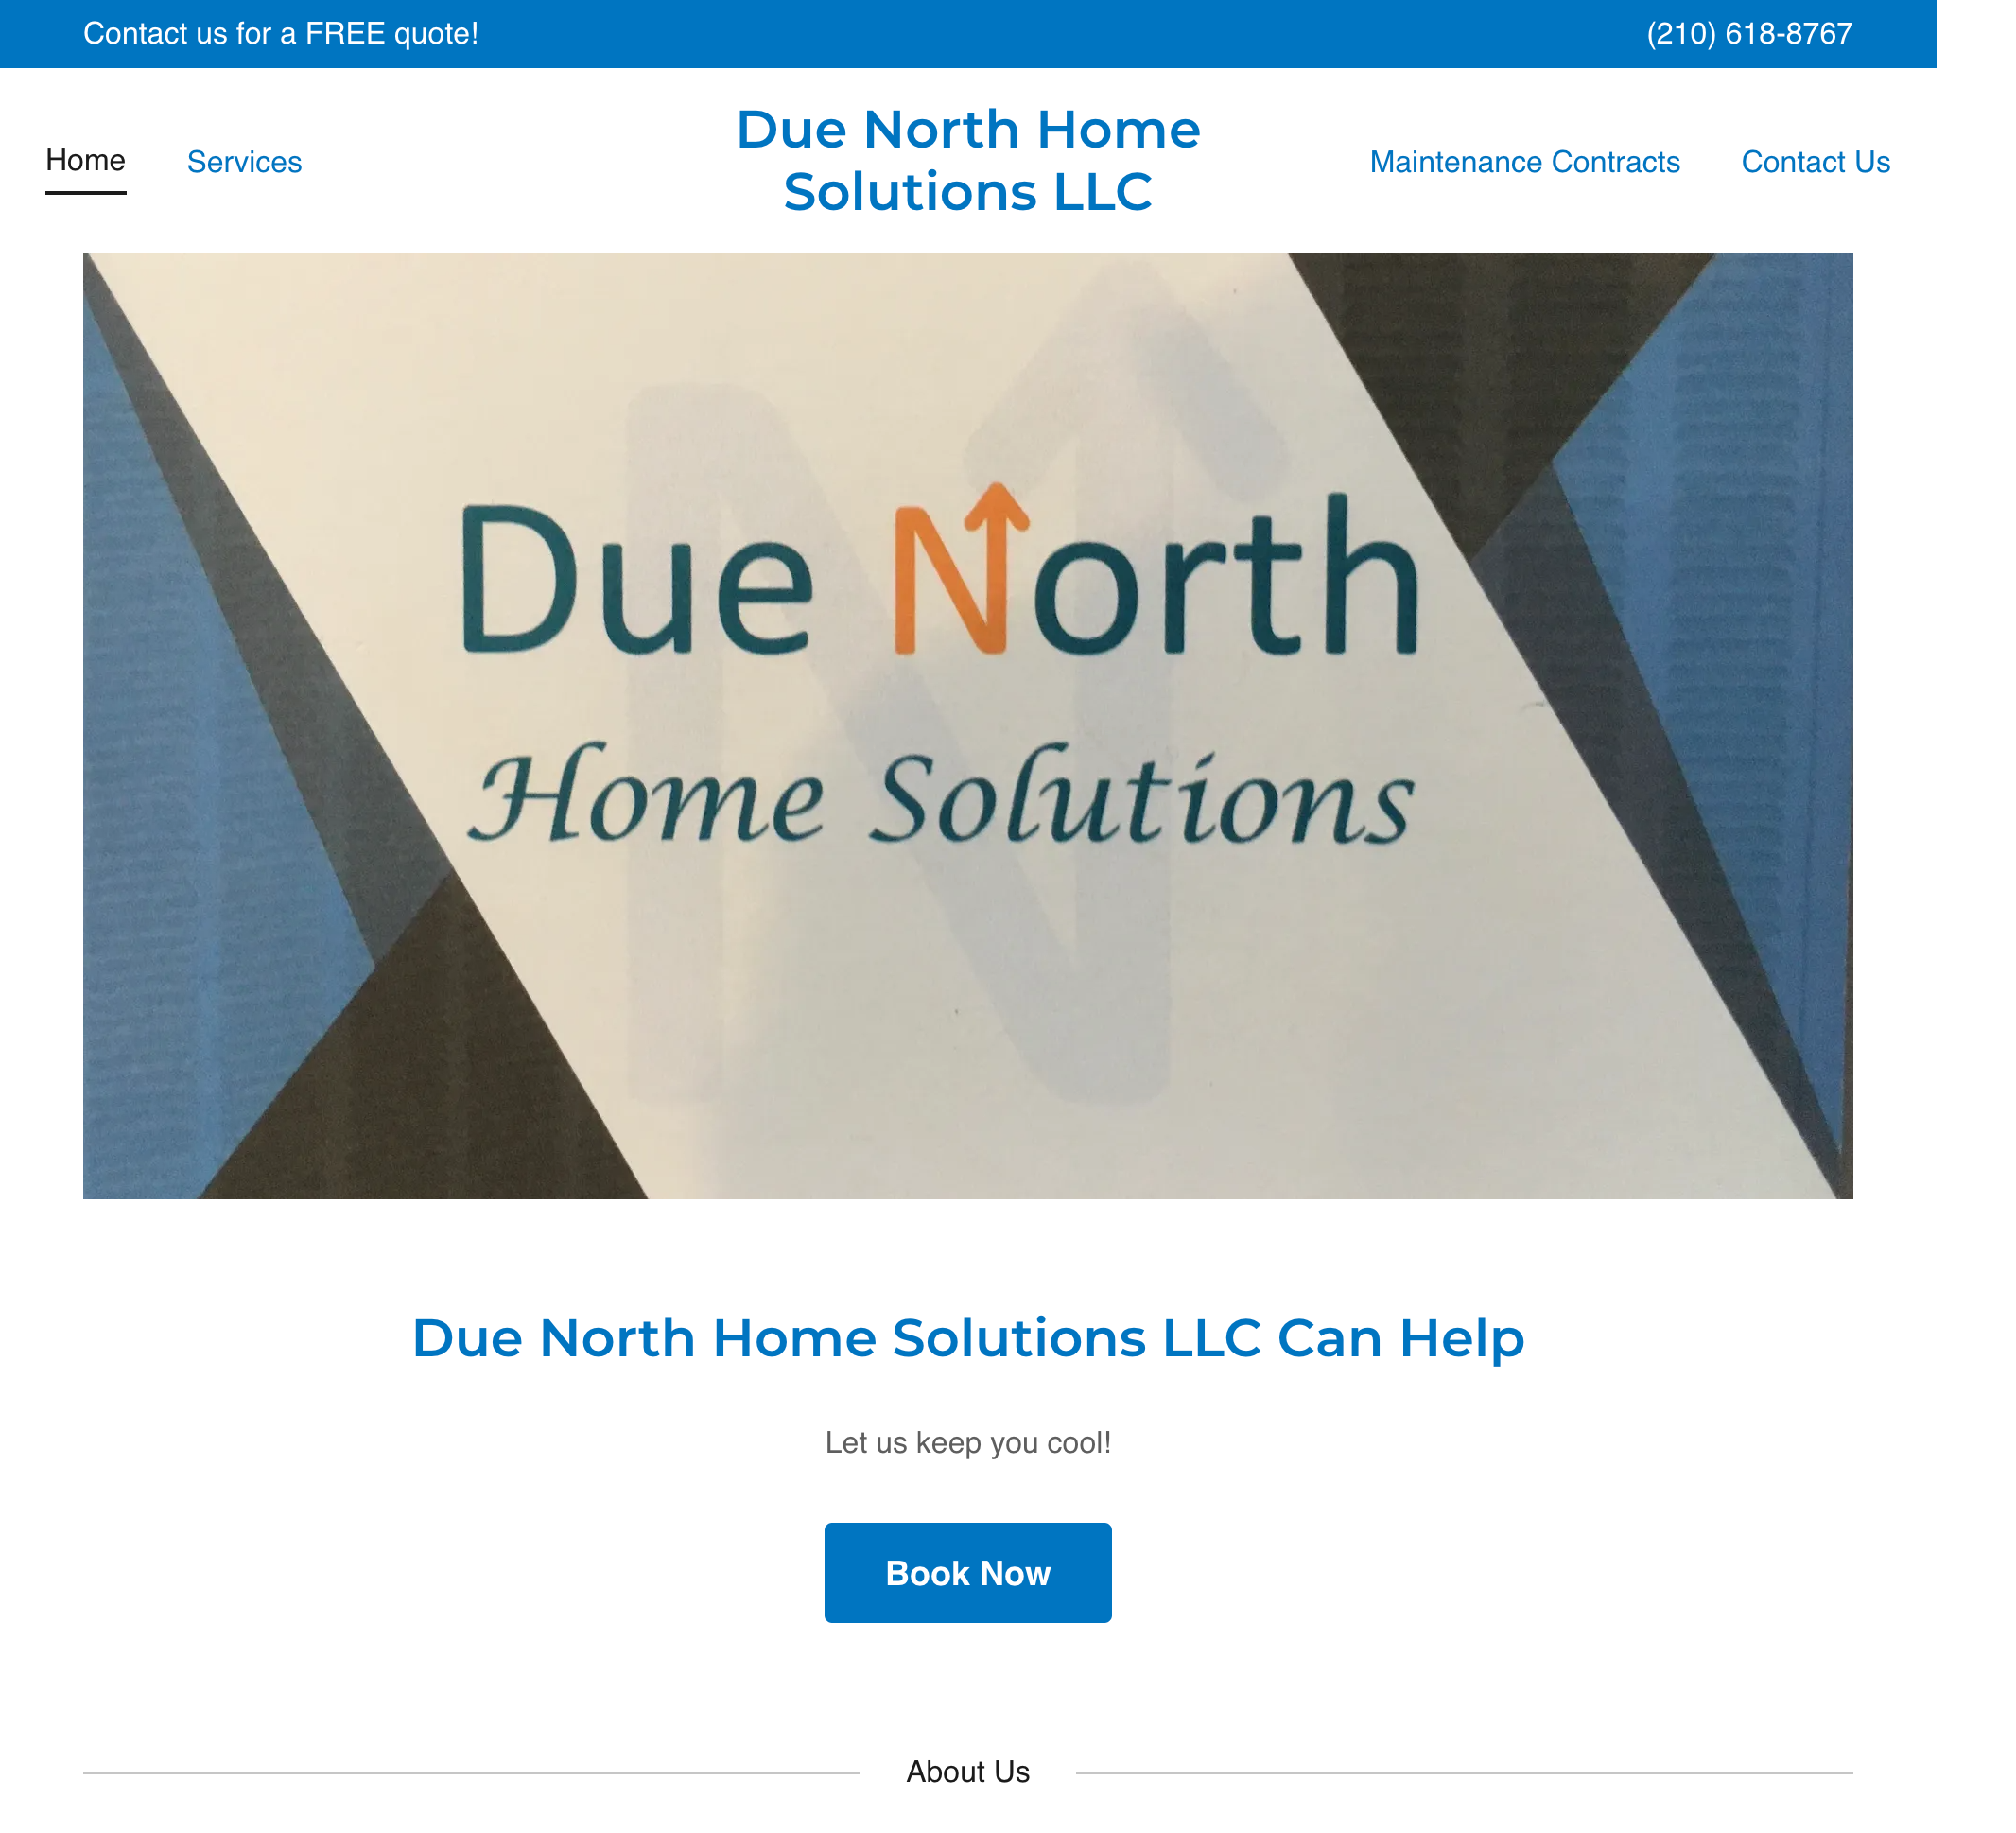 Contact us for a FREE quote!
(210) 618-8767
Home
Services
Due North Home
Solutions LLC
Maintenance Contracts
Contact Us
Due North
Home Solutions
Due North Home Solutions LLC Can Help
Let us keep you cool!
Book Now
About Us